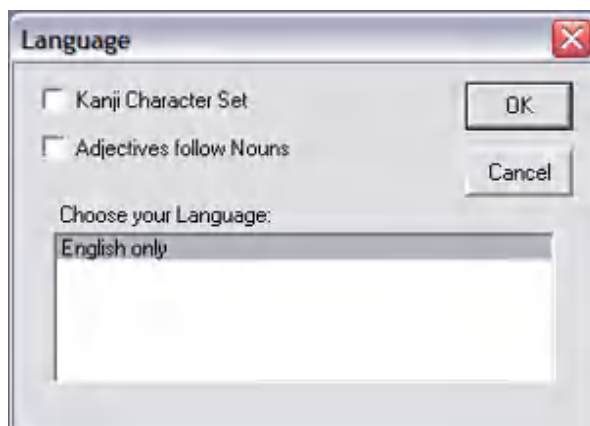 Language
Kanji Character Set
OK
Adjectives follow Nouns
Cancel
Choose your Language:
English only